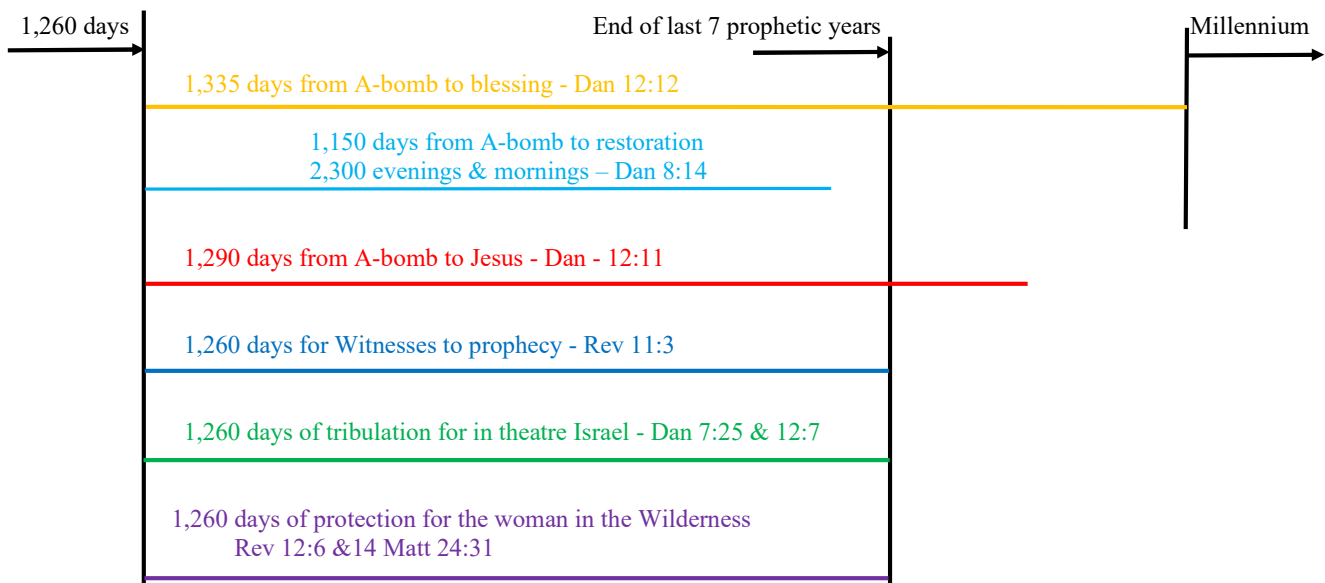 1,260 days
End of last 7 prophetic years
Millennium
1,335 days from A-bomb to blessing - Dan 12:12
1,150 days from A-bomb to restoration
2,300 evenings & mornings – Dan 8:14
1,290 days from A-bomb to Jesus - Dan - 12:11
1,260 days for Witnesses to prophecy - Rev 11:3
1,260 days of tribulation for in theatre Israel - Dan 7:25 & 12:7
1,260 days of protection for the woman in the Wilderness
Rev 12:6 &14 Matt 24:31